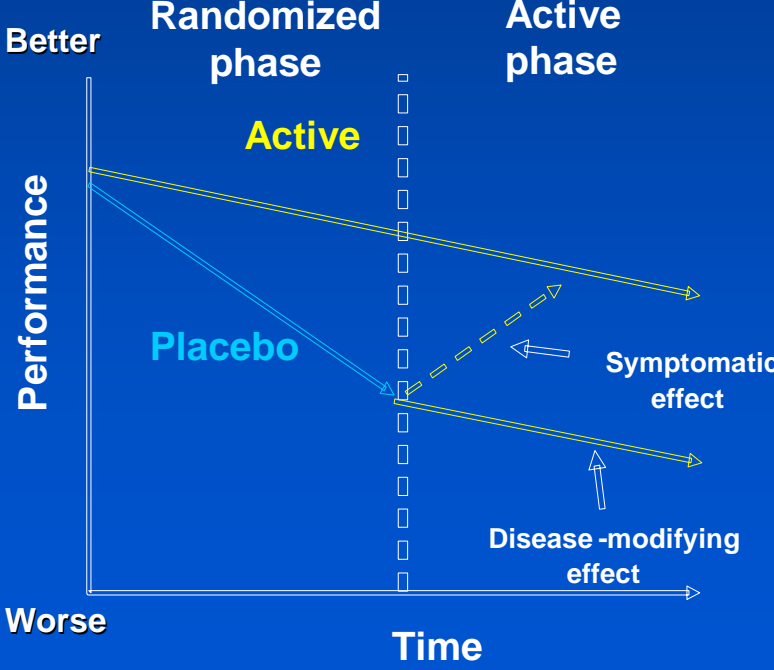 Randomized
phase
Active
phase
Better
Active
Performance
Placebo
Symptomatic
effect
Disease-modifying
effect
Worse
Time